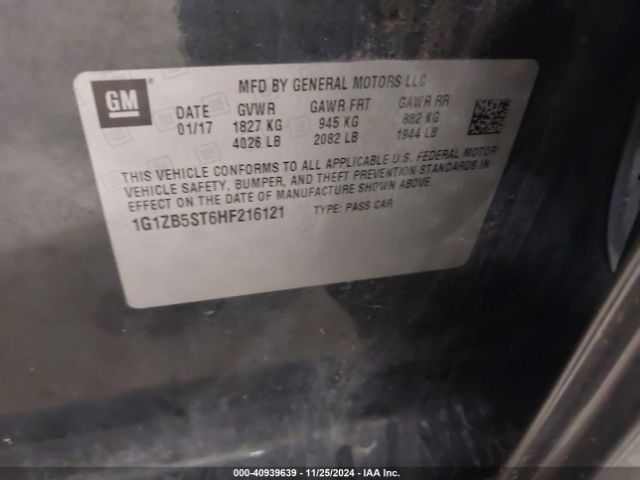 GM
MFD BY GENERAL MOTORS LLC
DATE GVWR GAWR FRT GAWR RR
01/17 1827 KG 945 KG 882 KG
4026 LB 2082 LB 1944 LB
THIS VEHICLE CONFORMS TO ALL APPLICABLE U.S. FEDERAL MOTOR
VEHICLE SAFETY, BUMPER, AND THEFT PREVENTION STANDARDS IN
EFFECT ON THE DATE OF MANUFACTURE SHOWN ABOVE.
1G1ZB5ST6HF216121 TYPE: PASS CAR
000-40939639 - 11/25/2024 - IAA Inc.